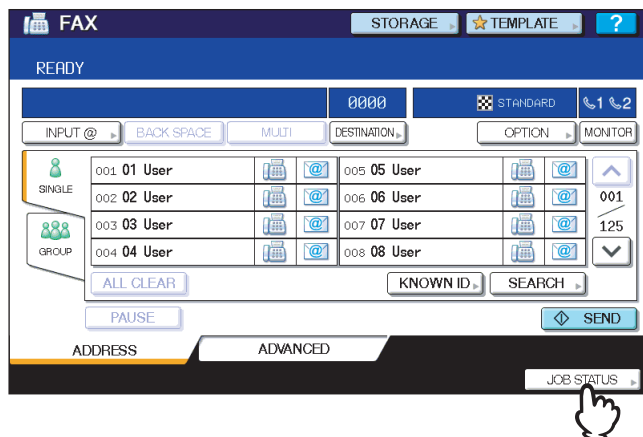 FAX STORAGE TEMPLATE ?
READY
0000 STANDARD 1 2
INPUT @ BACK SPACE MULTI DESTINATION OPTION MONITOR
SINGLE
GROUP
001 01 User @ 005 05 User @
002 02 User @ 006 06 User @
003 03 User @ 007 07 User @
004 04 User @ 008 08 User @
001
125
ALL CLEAR KNOWN ID SEARCH
PAUSE SEND
ADDRESS ADVANCED
JOB STATUS